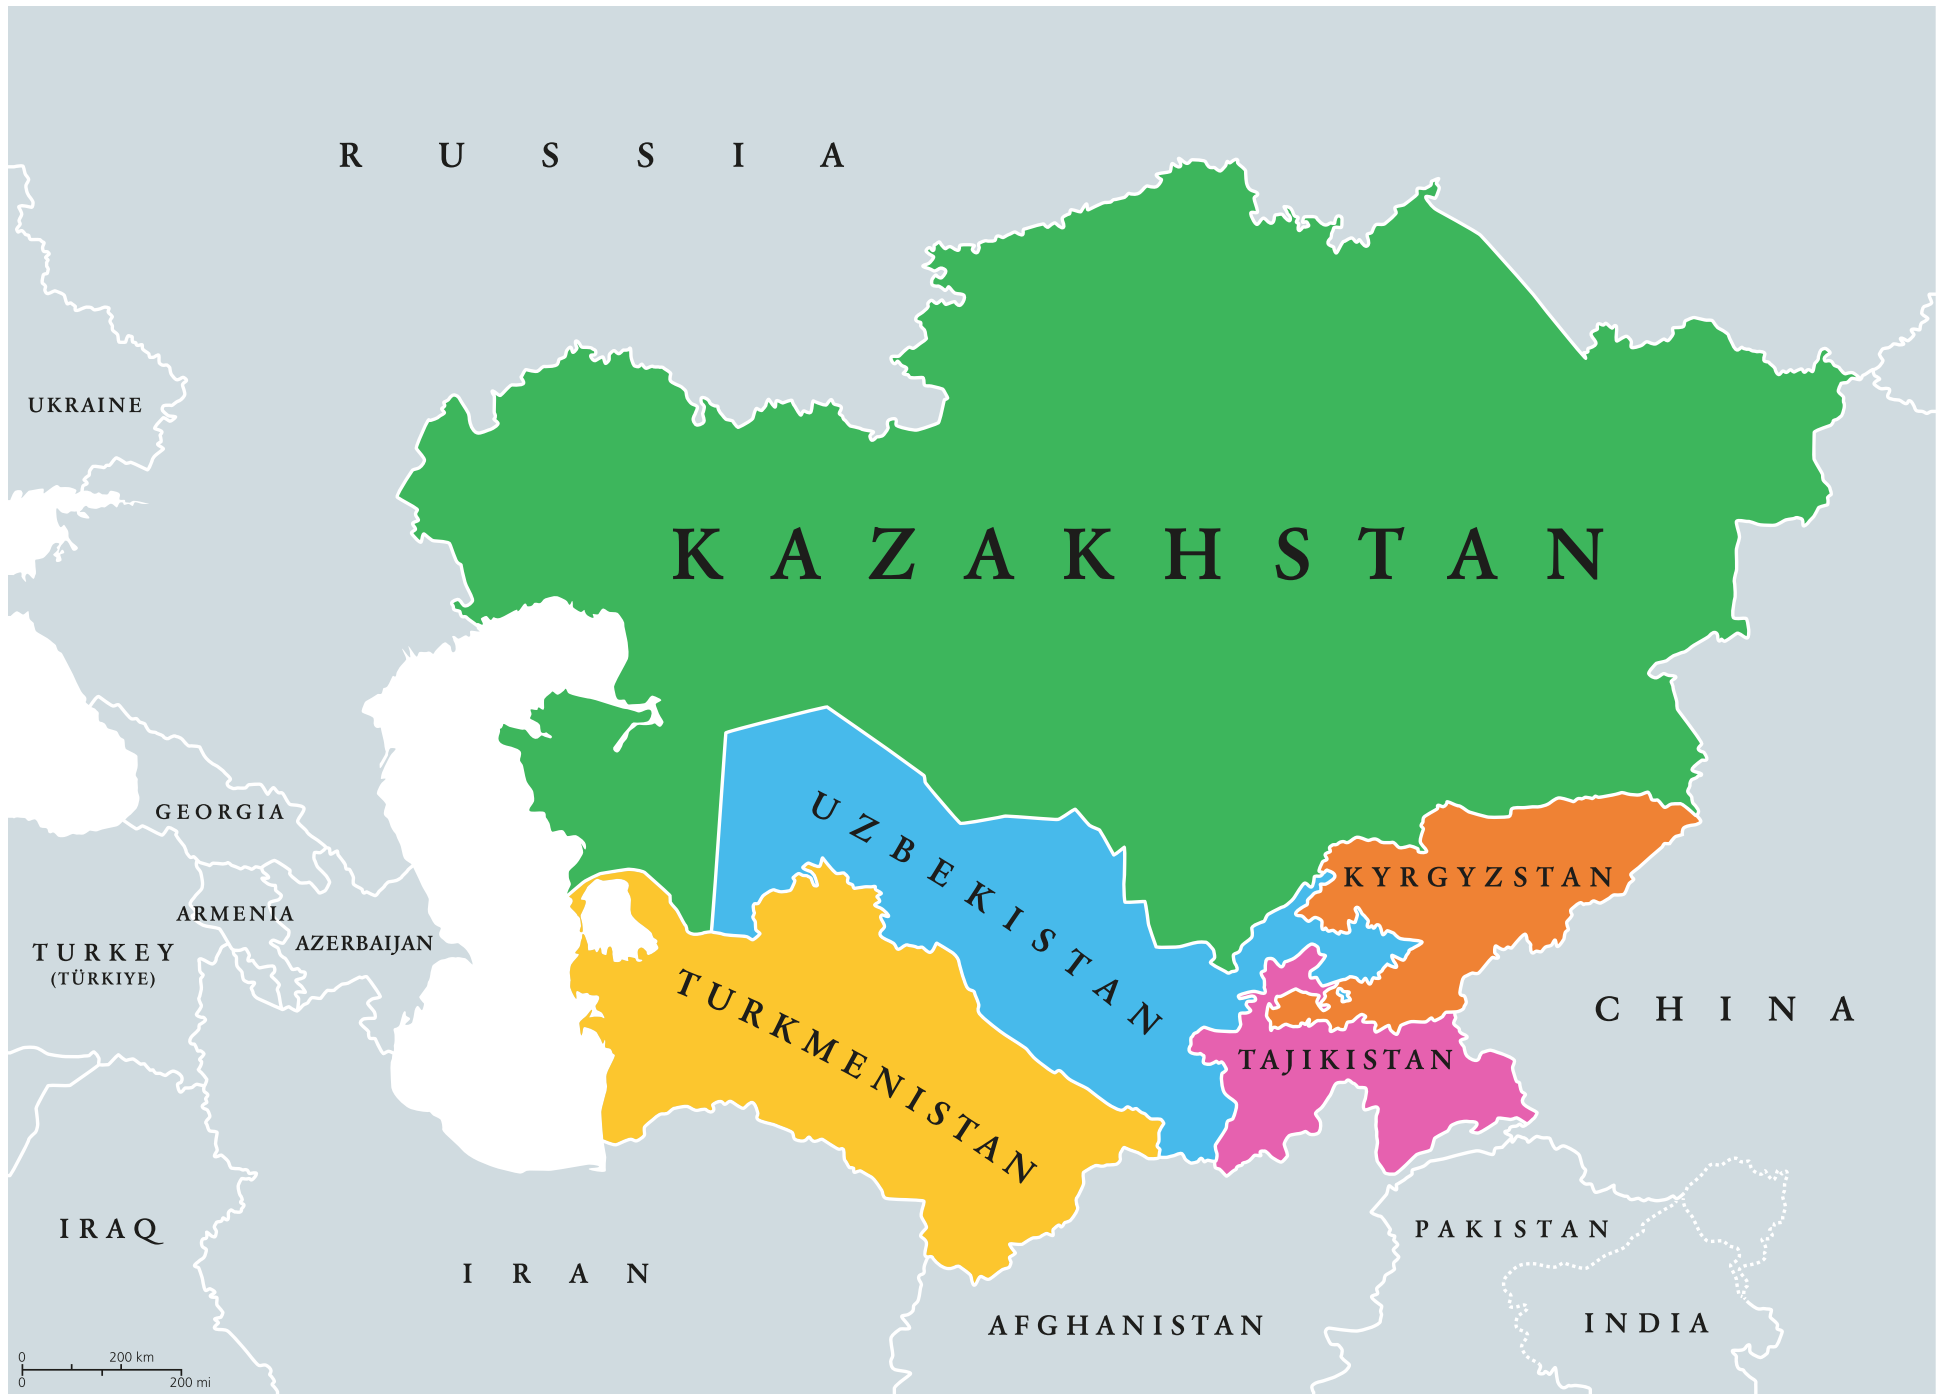 RUSSIA
UKRAINE
KAZAKHSTAN
GEORGIA
UZBEKISTAN
KYRGYZSTAN
ARMENIA
AZERBAIJAN
TURKEY
(TÜRKIYE)
TURKMENISTAN
CHINA
TAJIKISTAN
IRAQ
IRAN
PAKISTAN
AFGHANISTAN
INDIA
0 200 km
0 200 mi